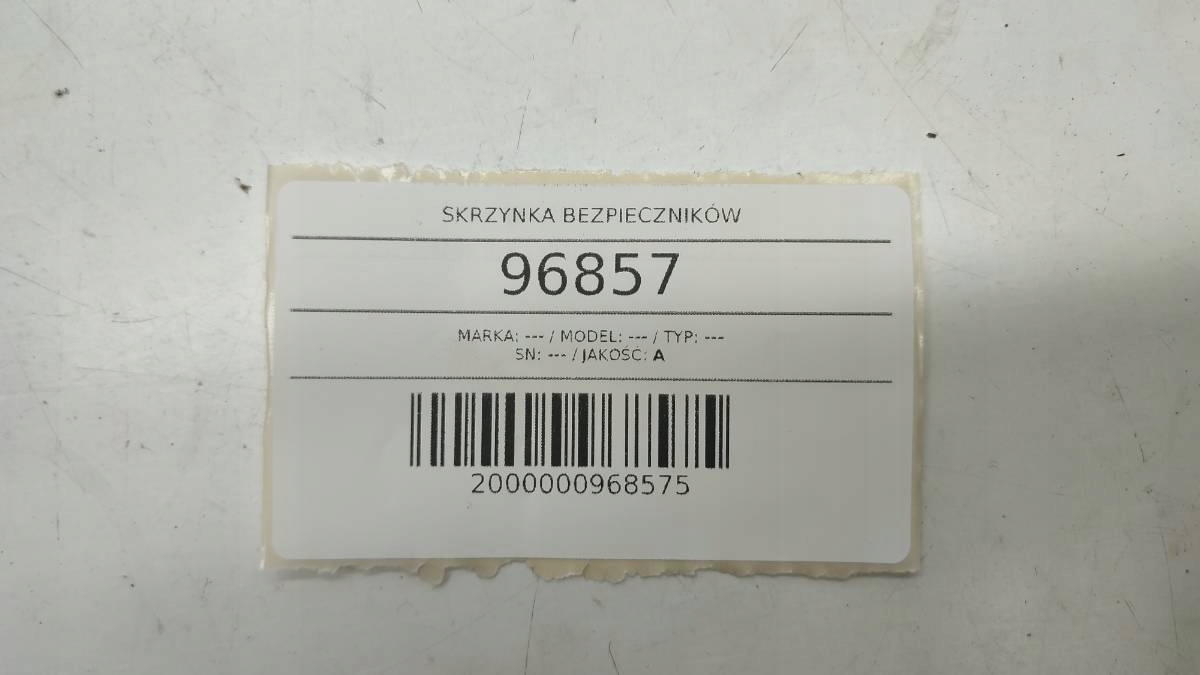 SKRZYNKA BEZPIECZNIKÓW
96857
MARKA: --- / MODEL: --- / TYP: ---
SN: --- / JAKOŚĆ: A
2000000968575